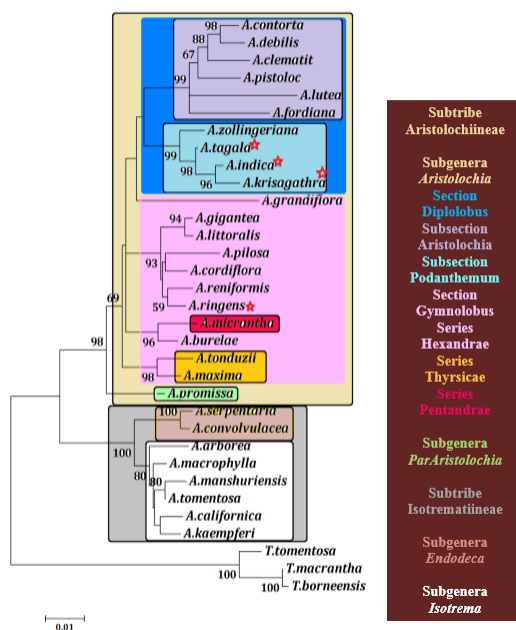 98
A.contorta
88
A.debilis
67
A.clematit
A.pistoloc
99
A.lutea
A.fordiana
A.zollingeriana
99
A.tagala
98
A.indica
96
A.krisagathra
A.grandiflora
94
A.gigantea
A.littoralis
93
A.pilosa
A.cordiflora
A.reniformis
59
A.ringens
69
A.micrantha
96
A.burelae
98
A.tonduzii
98
A.maxima
A.promissa
100
A.serpentaria
A.convolvulacea
100
A.arborea
80
A.macrophylla
80
A.manshuriensis
A.tomentosa
A.californica
A.kaempferi
T.tomentosa
100
T.macrantha
100
T.borneensis
0.01
Subtribe
Aristolochiineae
Subgenera
Aristolochia
Section
Diplolobus
Subsection
Aristolochia
Subsection
Podanthemum
Section
Gymnolobus
Series
Hexandrae
Series
Thyrsicae
Series
Pentandrae
Subgenera
ParAristolochia
Subtribe
Isotrematiineae
Subgenera
Endodeca
Subgenera
Isotrema